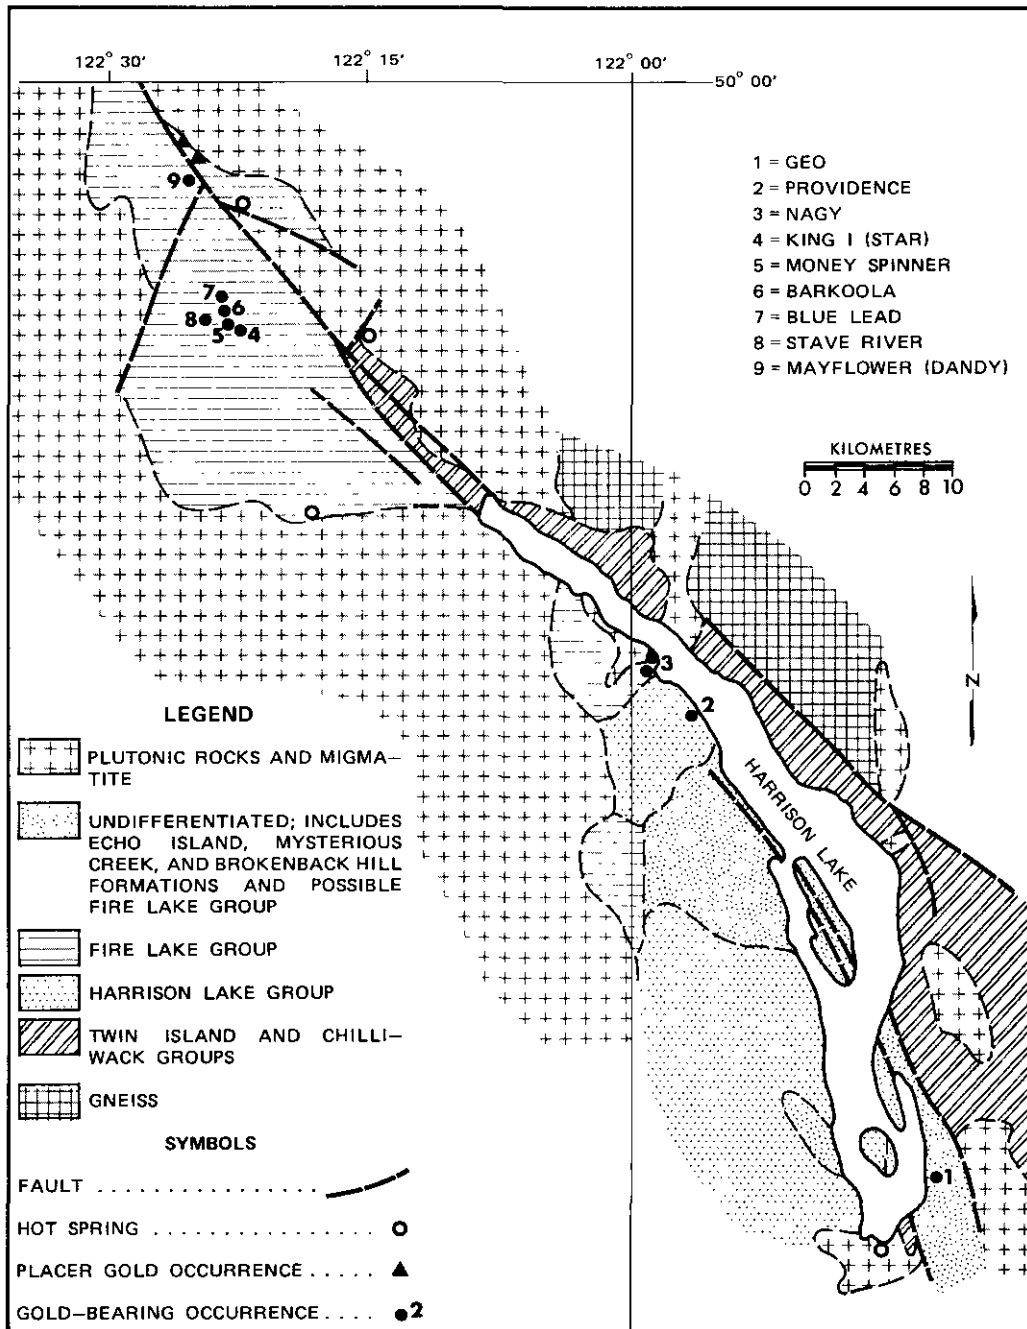 122° 30'
122° 15'
122° 00'
50° 00'
1 = GEO
2 = PROVIDENCE
3 = NAGY
4 = KING I (STAR)
5 = MONEY SPINNER
6 = BARKOOLA
7 = BLUE LEAD
8 = STAVE RIVER
9 = MAYFLOWER (DANDY)
KILOMETRES
0 2 4 6 8 10
9
7
6
8
5
4
3
2
N
HARRISON LAKE
1
LEGEND
PLUTONIC ROCKS AND MIGMA-
TITE
UNDIFFERENTIATED; INCLUDES
ECHO ISLAND, MYSTERIOUS
CREEK, AND BROKENBACK HILL
FORMATIONS AND POSSIBLE
FIRE LAKE GROUP
FIRE LAKE GROUP
HARRISON LAKE GROUP
TWIN ISLAND AND CHILLI-
WACK GROUPS
GNEISS
SYMBOLS
FAULT . . . . . . . . . . . . . .
HOT SPRING . . . . . . . . . . . . . . .
PLACER GOLD OCCURRENCE . . . . .
GOLD-BEARING OCCURRENCE . . . . 2